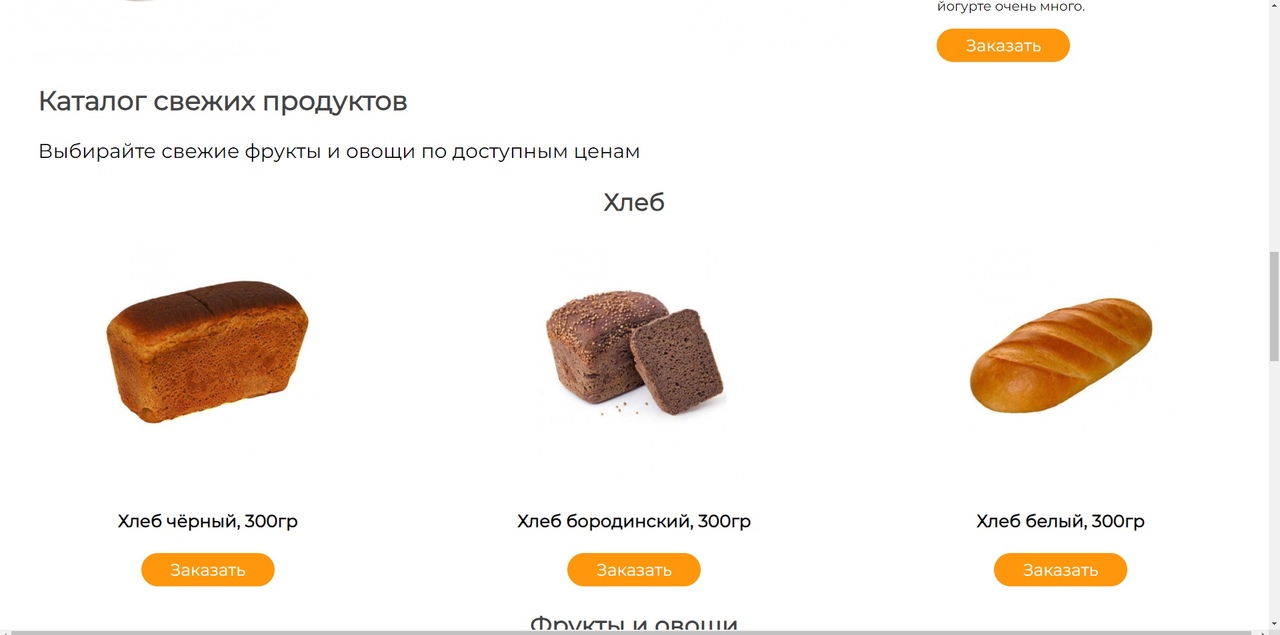 йогурте очень много.
Заказать
Каталог свежих продуктов
Выбирайте свежие фрукты и овощи по доступным ценам
Хлеб
Хлеб чёрный, 300гр
Хлеб бородинский, 300гр
Хлеб белый, 300гр
Заказать
Заказать
Заказать
Фрукты и овощи